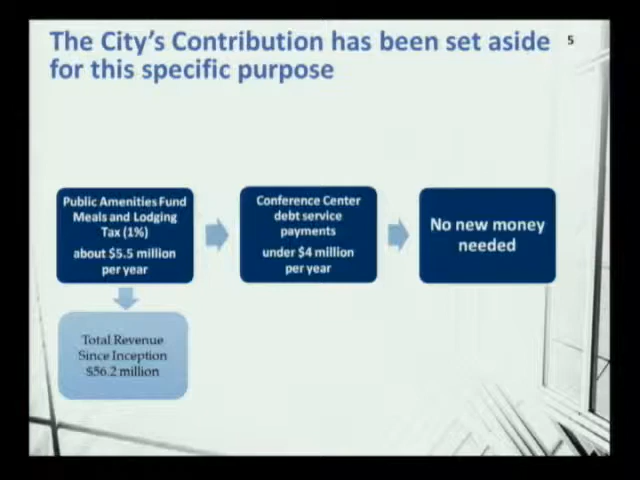 The City's Contribution has been set aside
for this specific purpose
5
Public Amenities Fund
Meals and Lodging
Tax (1%)
about $5.5 million
per year
Conference Center
debt service
payments
under $4 million
per year
No new money
needed
Total Revenue
Since Inception
$56.2 million